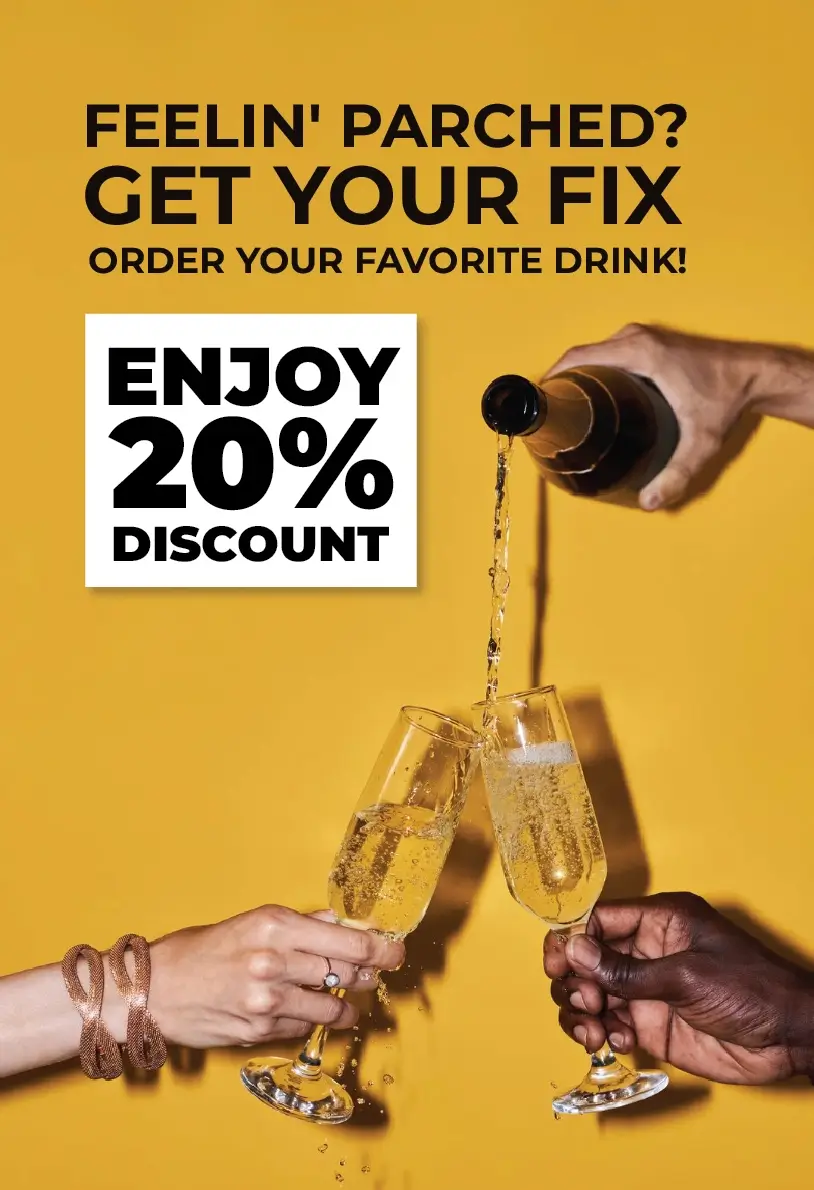 FEELIN' PARCHED?
GET YOUR FIX
ORDER YOUR FAVORITE DRINK!
ENJOY
20%
DISCOUNT